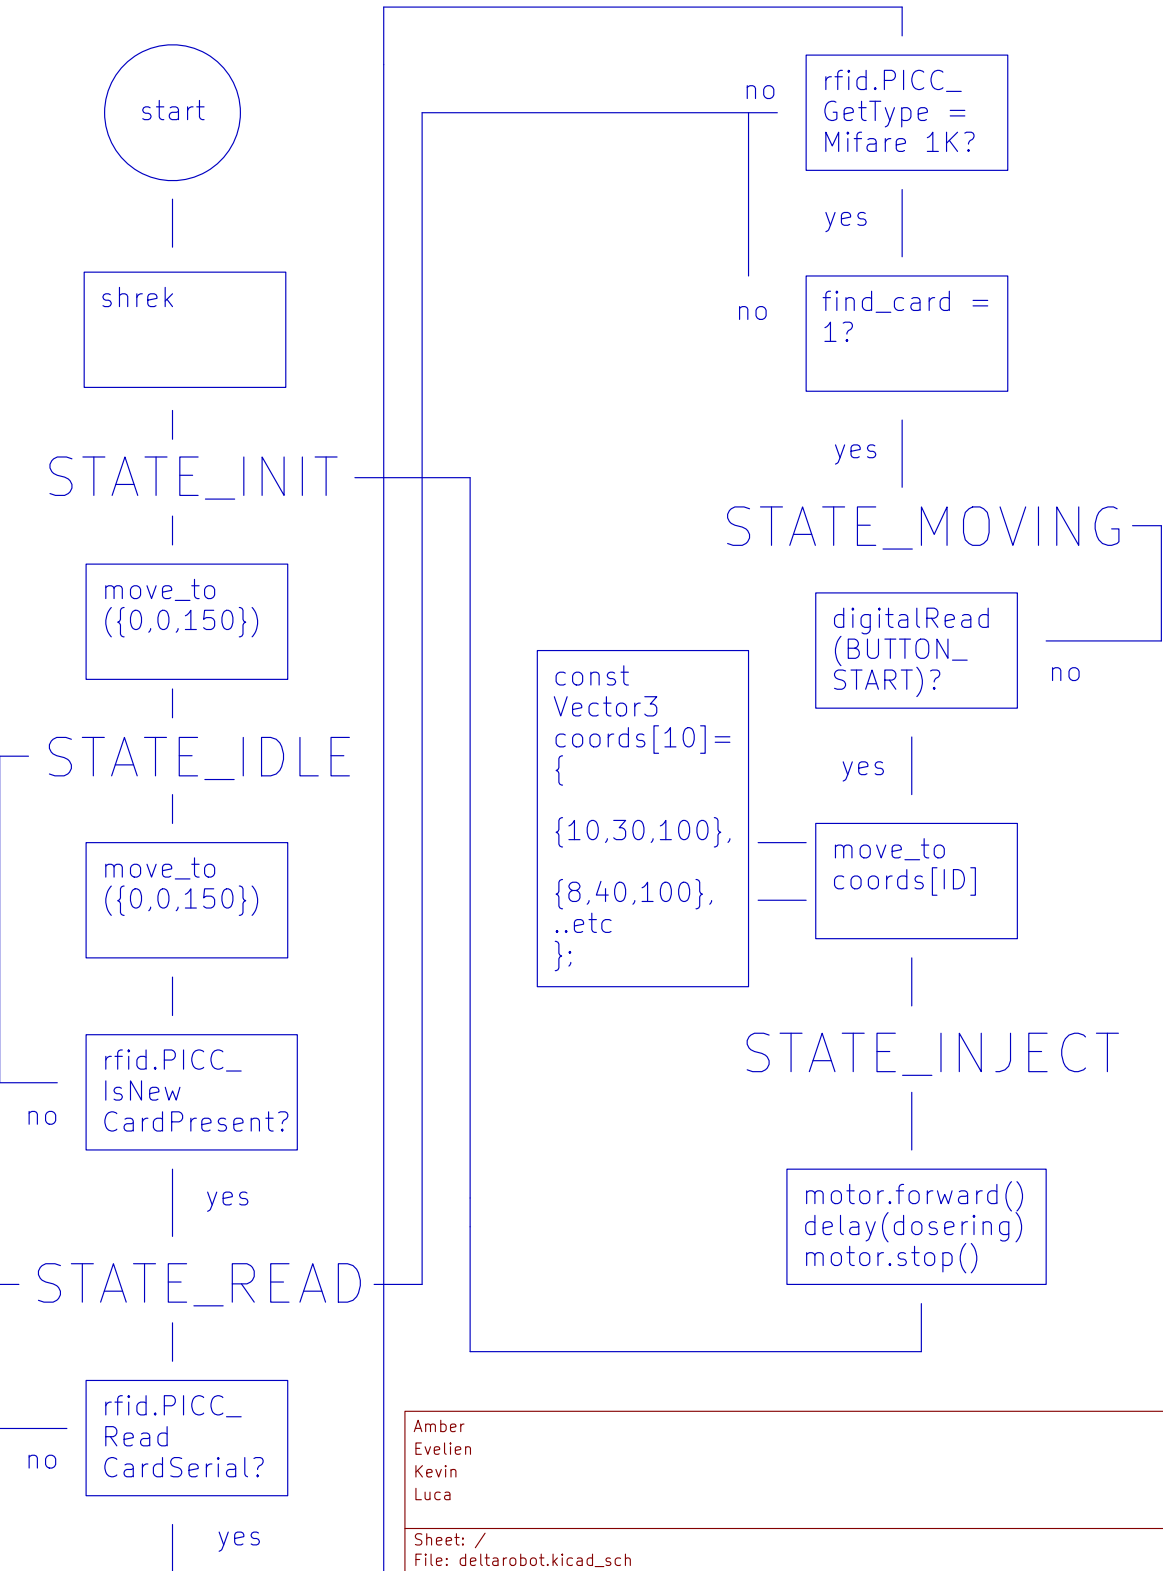 start
shrek
STATE_INIT
move_to
({0,0,150})
STATE_IDLE
move_to
({0,0,150})
rfid.PICC_
IsNew
CardPresent?
no
yes
STATE_READ
rfid.PICC_
Read
CardSerial?
no
yes
rfid.PICC_
GetType =
Mifare 1K?
no
yes
find_card =
1?
no
yes
STATE_MOVING
digitalRead
(BUTTON_
START)?
no
yes
const
Vector3
coords[10]=
{
{10,30,100},
{8,40,100},
..etc
};
move_to
coords[ID]
STATE_INJECT
motor.forward()
delay(dosering)
motor.stop()
Amber
Evelien
Kevin
Luca
Sheet: /
File: deltarobot.kicad_sch